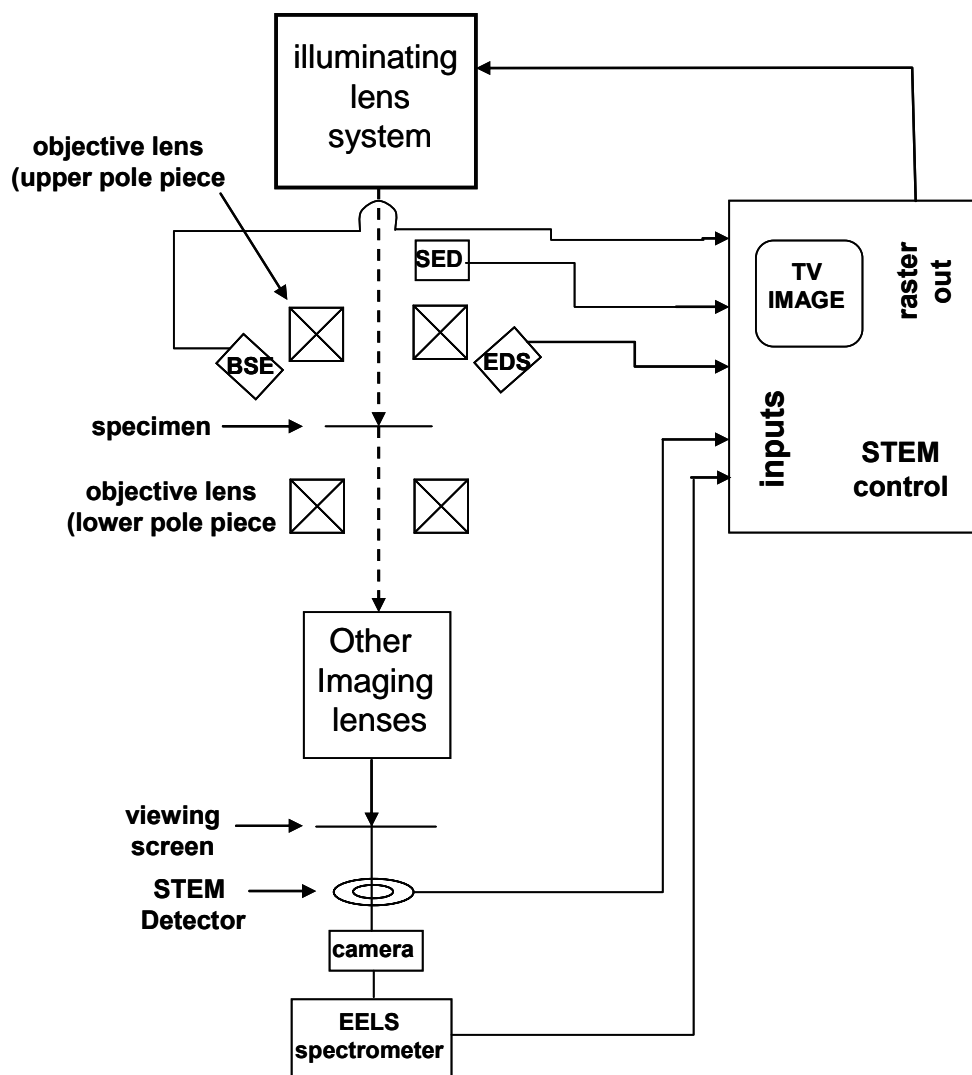 illuminating
lens
system
objective lens
(upper pole piece
SED
TV
IMAGE
raster
out
BSE
EDS
specimen
inputs
STEM
control
objective lens
(lower pole piece
Other
Imaging
lenses
viewing
screen
STEM
Detector
camera
EELS
spectrometer